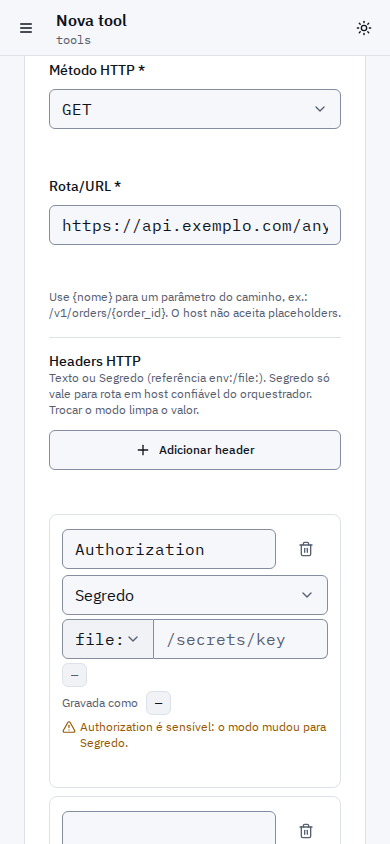 Nova tool
tools
Método HTTP *
GET
Rota/URL *
https://api.exemplo.com/any
Use {nome} para um parâmetro do caminho, ex.:
/v1/orders/{order_id}. O host não aceita placeholders.
Headers HTTP
Texto ou Segredo (referência env:/file:). Segredo só
vale para rota em host confiável do orquestrador.
Trocar o modo limpa o valor.
+ Adicionar header
Authorization
Segredo
file: /secrets/key
—
Gravada como —
Authorization é sensível: o modo mudou para
Segredo.